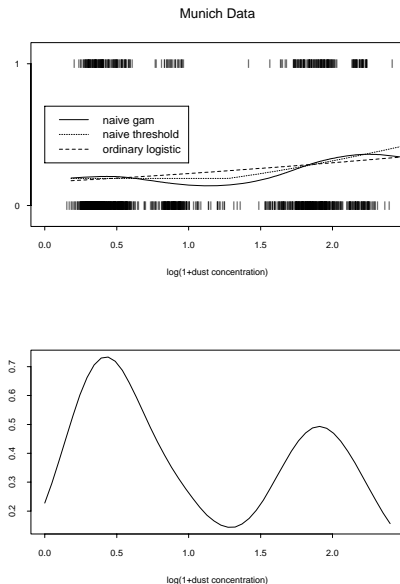 Munich Data
1
naive gam
naive threshold
ordinary logistic
0
0.0 0.5 1.0 1.5 2.0
log(1+dust concentration)
0.7
0.6
0.5
0.4
0.3
0.2
0.0 0.5 1.0 1.5 2.0
log(1+dust concentration)